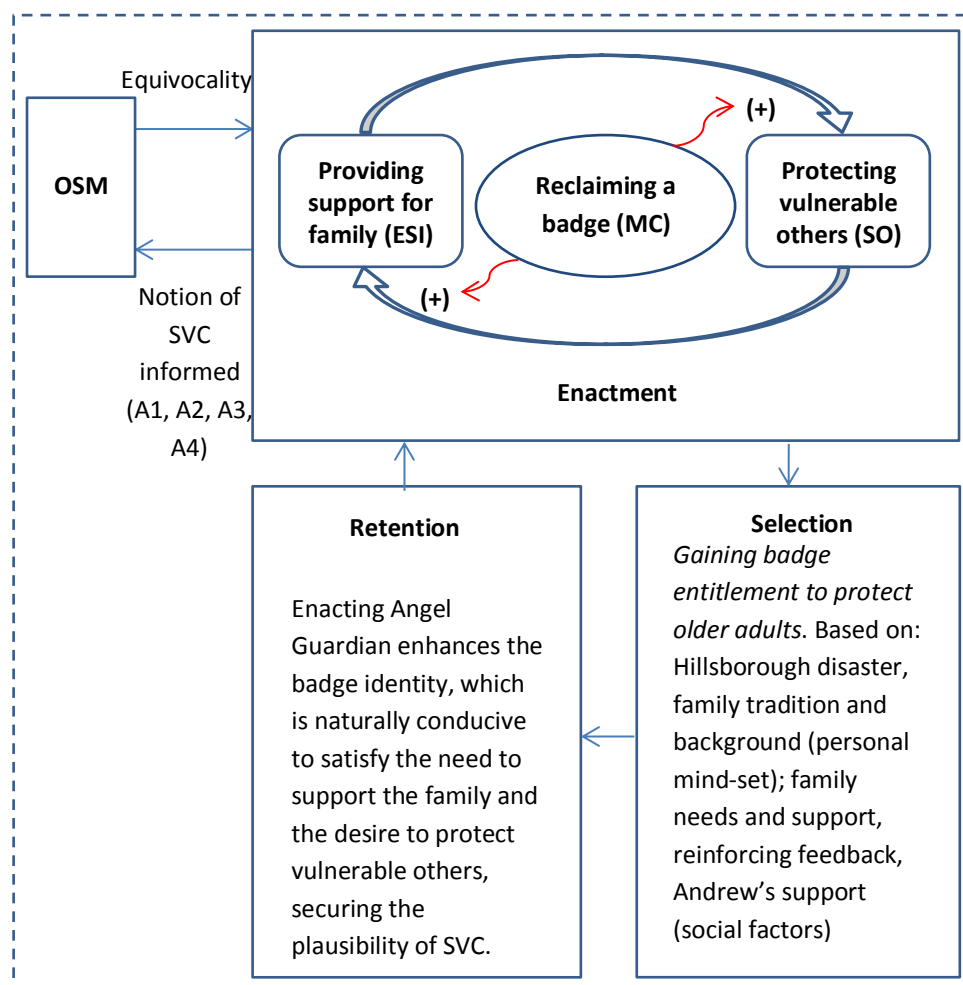 Equivocality
OSM
Notion of
SVC
informed
(A1, A2, A3,
A4)
Providing
support for
family (ESI)
Reclaiming a
badge (MC)
Protecting
vulnerable
others (SO)
(+)
(+)
Enactment
Retention
Enacting Angel
Guardian enhances the
badge identity, which
is naturally conducive
to satisfy the need to
support the family and
the desire to protect
vulnerable others,
securing the
plausibility of SVC.
Selection
Gaining badge
entitlement to protect
older adults. Based on:
Hillsborough disaster,
family tradition and
background (personal
mind-set); family
needs and support,
reinforcing feedback,
Andrew’s support
(social factors)